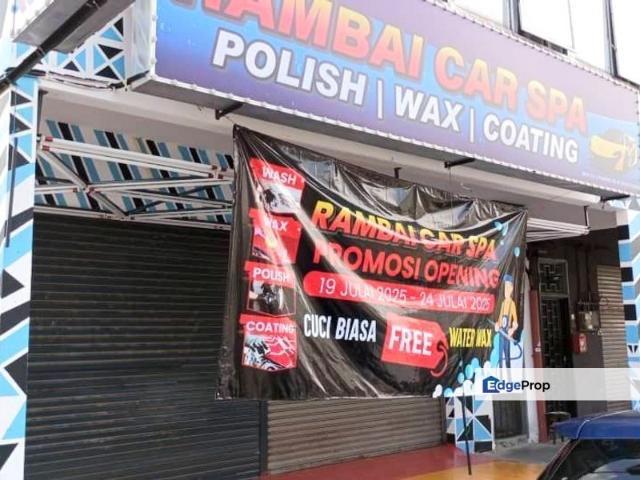 RAMBAI CAR SPA
POLISH | WAX | COATING
WASH
WAX
POLISH
COATING
RAMBAI CAR SPA
PROMOSI OPENING
19 JULAI 2025 - 24 JULAI 2025
CUCI BIASA
FREE
WATER WAX
EdgeProp